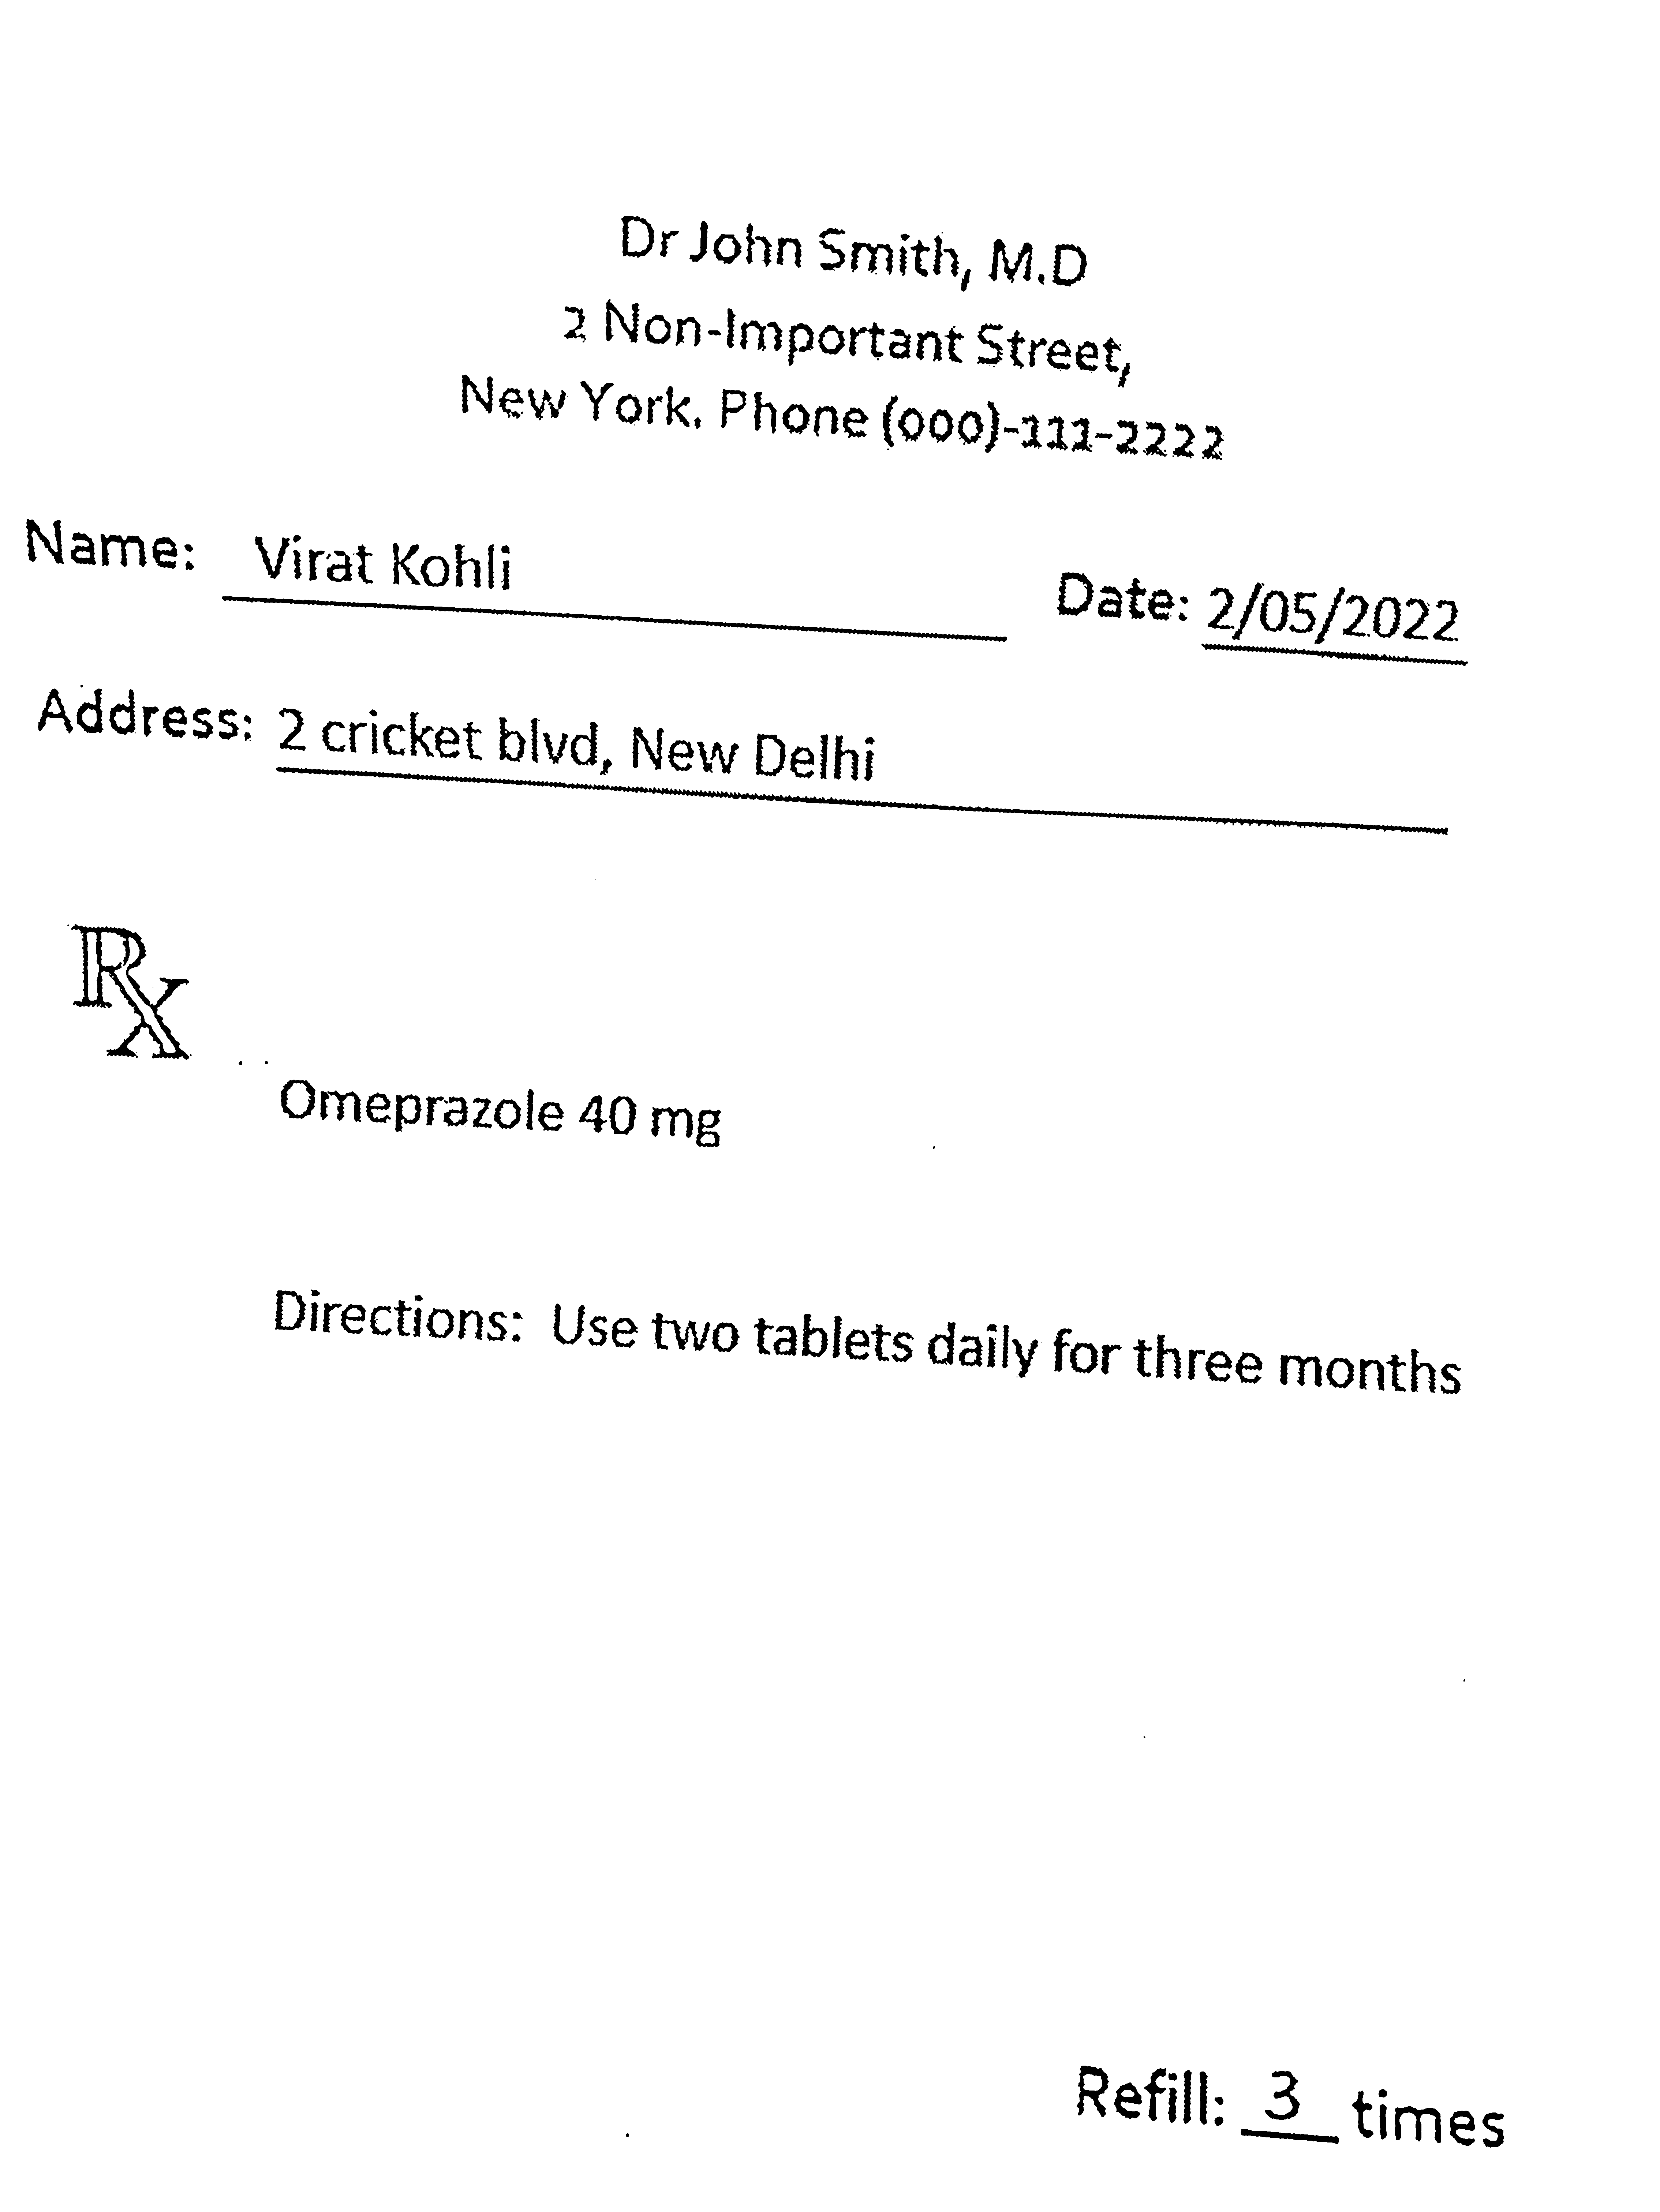 Dr John Smith, M.D
2 Non-Important Street,
New York. Phone (000)-111-2222
Name: Virat Kohli Date: 2/05/2022
Address: 2 cricket blvd, New Delhi
Rx
Omeprazole 40 mg
Directions: Use two tablets daily for three months
Refill: 3 times